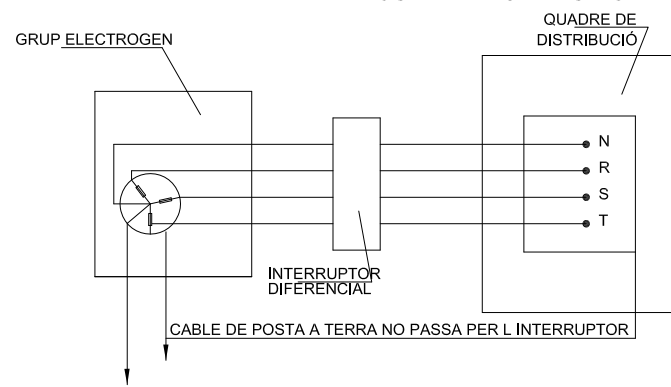 QUADRE DE
DISTRIBUCIÓ
GRUP ELECTROGEN
N
R
S
T
INTERRUPTOR
DIFERENCIAL
CABLE DE POSTA A TERRA NO PASSA PER L INTERRUPTOR